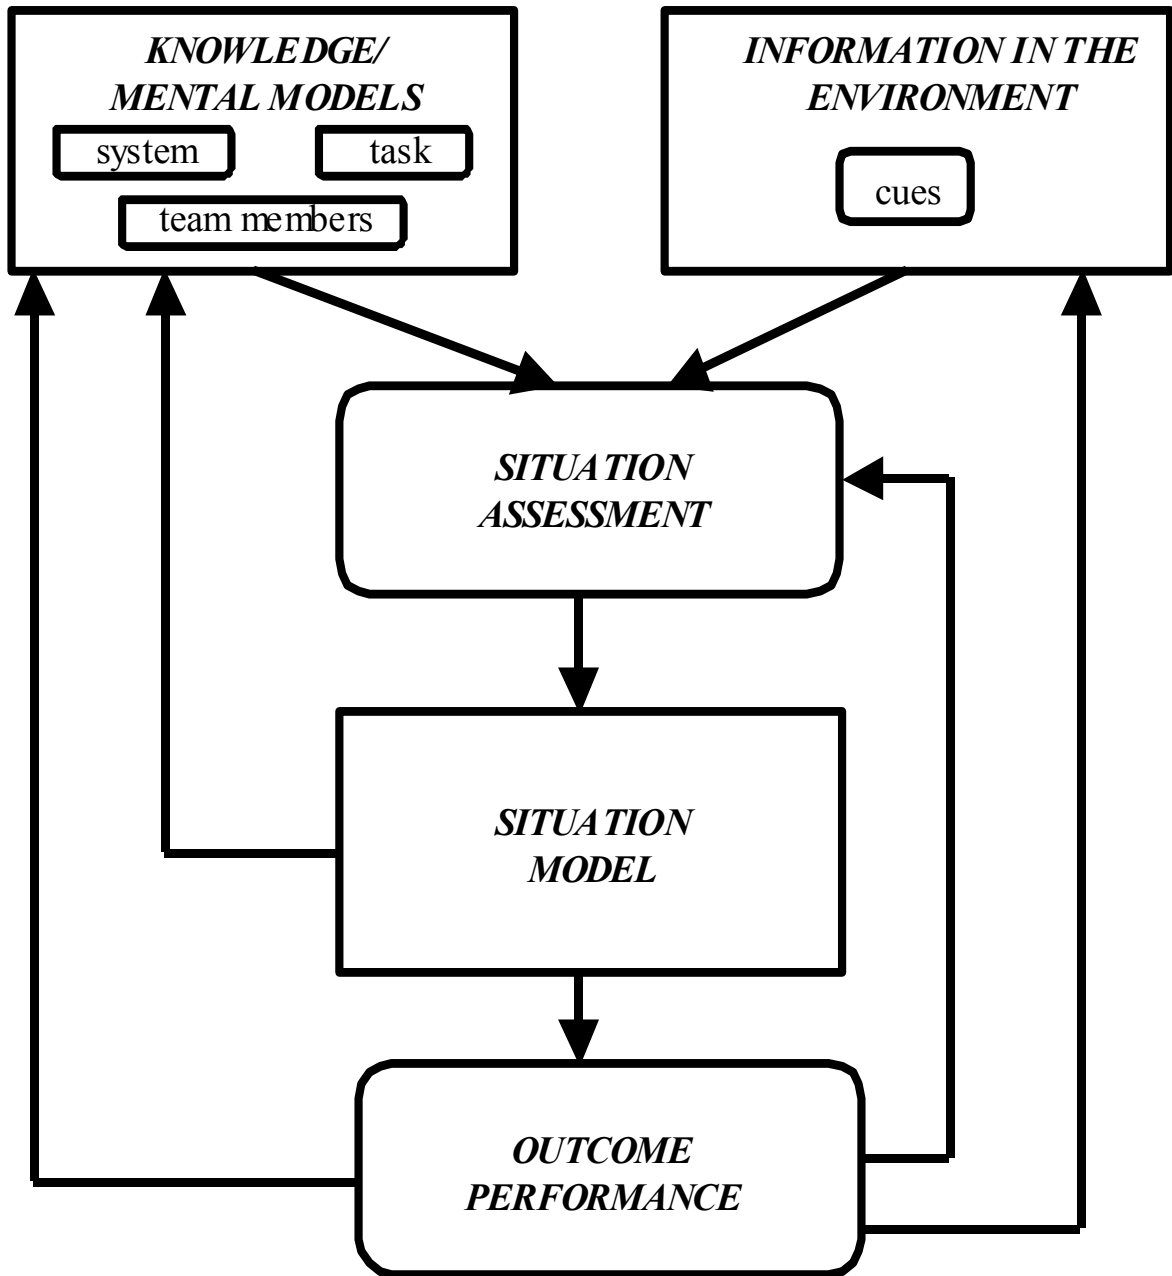 KNOWLEDGE/
MENTAL MODELS
system
task
team members
INFORMATION IN THE
ENVIRONMENT
cues
SITUATION
ASSESSMENT
SITUATION
MODEL
OUTCOME
PERFORMANCE